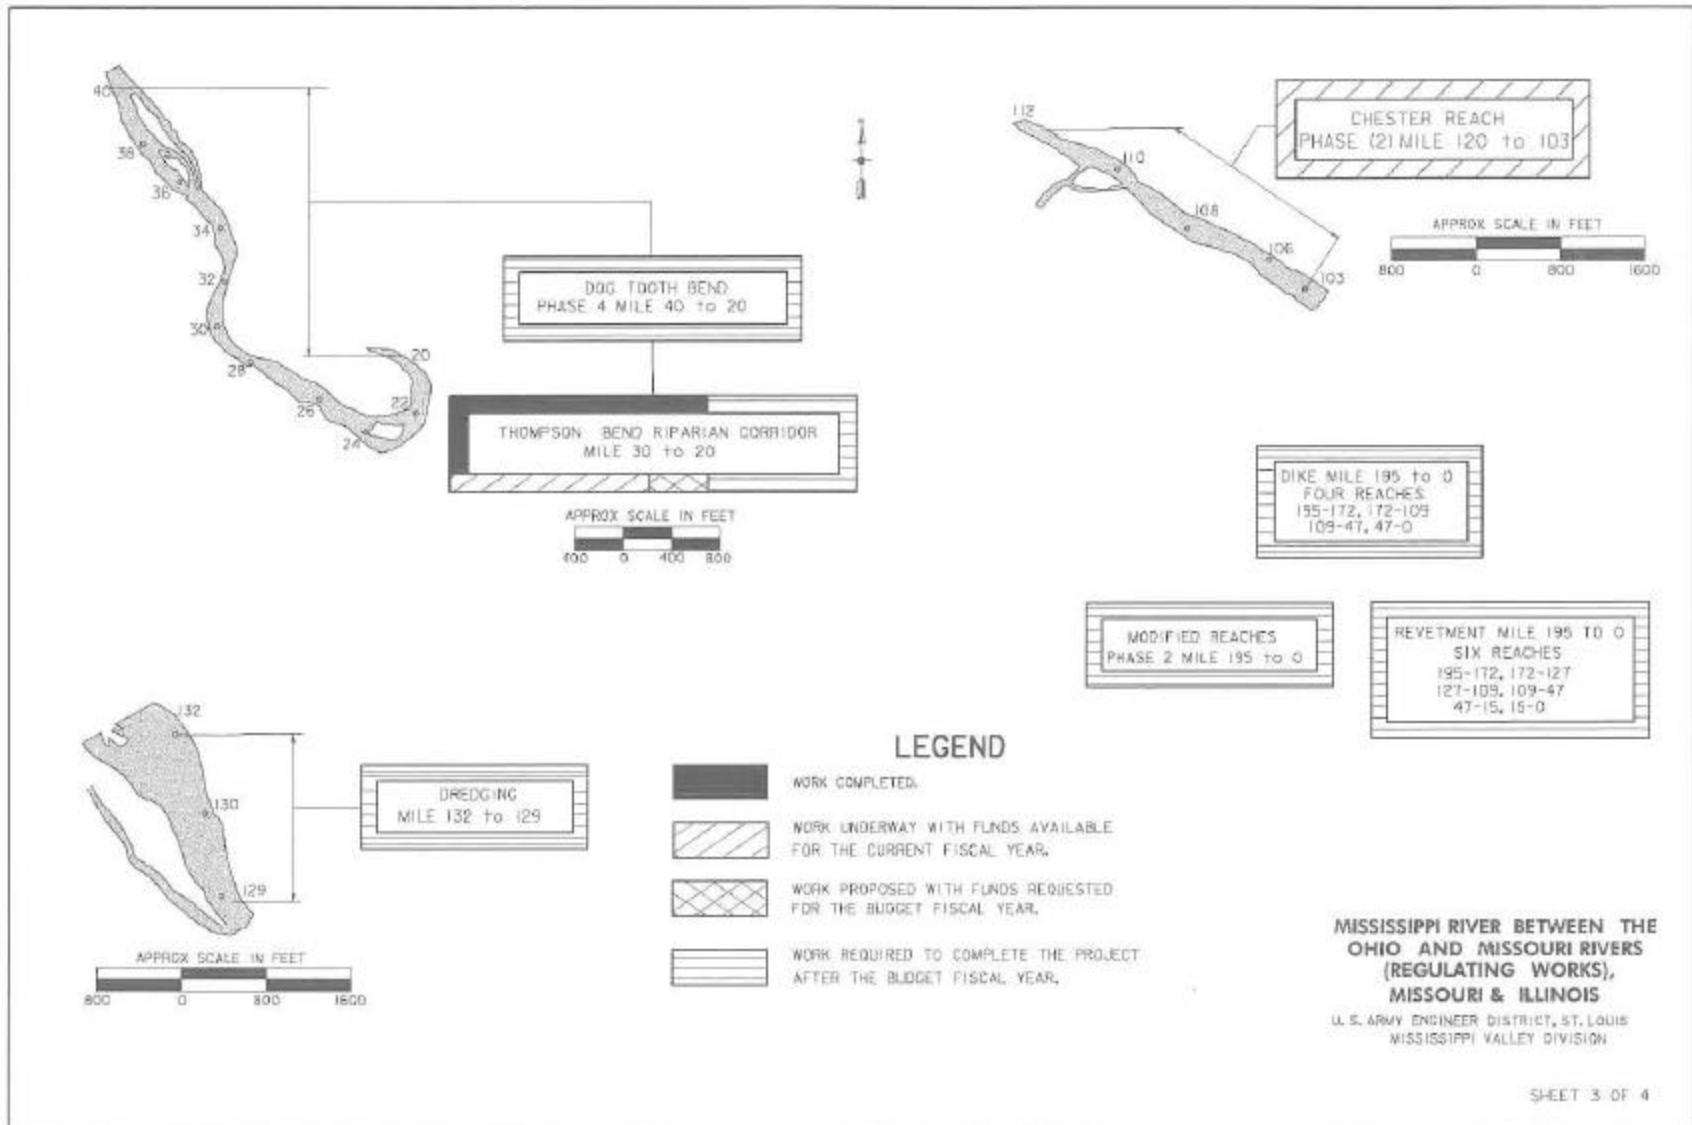 40
38
36
34
32
30
28
26
24
22
20
DOG TOOTH BEND
PHASE 4 MILE 40 to 20
THOMPSON BEND RIPARIAN CORRIDOR
MILE 30 to 20
APPROX SCALE IN FEET
400 0 400 800
112
110
108
106
103
CHESTER REACH
PHASE (2) MILE 120 to 103
APPROX SCALE IN FEET
800 0 800 1600
DIKE MILE 195 to 0
FOUR REACHES
195-172, 172-109
109-47, 47-0
MODIFIED REACHES
PHASE 2 MILE 195 to 0
REVETMENT MILE 195 TO 0
SIX REACHES
195-172, 172-127
127-109, 109-47
47-15, 15-0
132
130
129
DREDGING
MILE 132 to 129
APPROX SCALE IN FEET
800 0 800 1600
LEGEND
WORK COMPLETED.
WORK UNDERWAY WITH FUNDS AVAILABLE
FOR THE CURRENT FISCAL YEAR.
WORK PROPOSED WITH FUNDS REQUESTED
FOR THE BUDGET FISCAL YEAR.
WORK REQUIRED TO COMPLETE THE PROJECT
AFTER THE BUDGET FISCAL YEAR.
MISSISSIPPI RIVER BETWEEN THE
OHIO AND MISSOURI RIVERS
(REGULATING WORKS),
MISSOURI & ILLINOIS
U. S. ARMY ENGINEER DISTRICT, ST. LOUIS
MISSISSIPPI VALLEY DIVISION
SHEET 3 OF 4